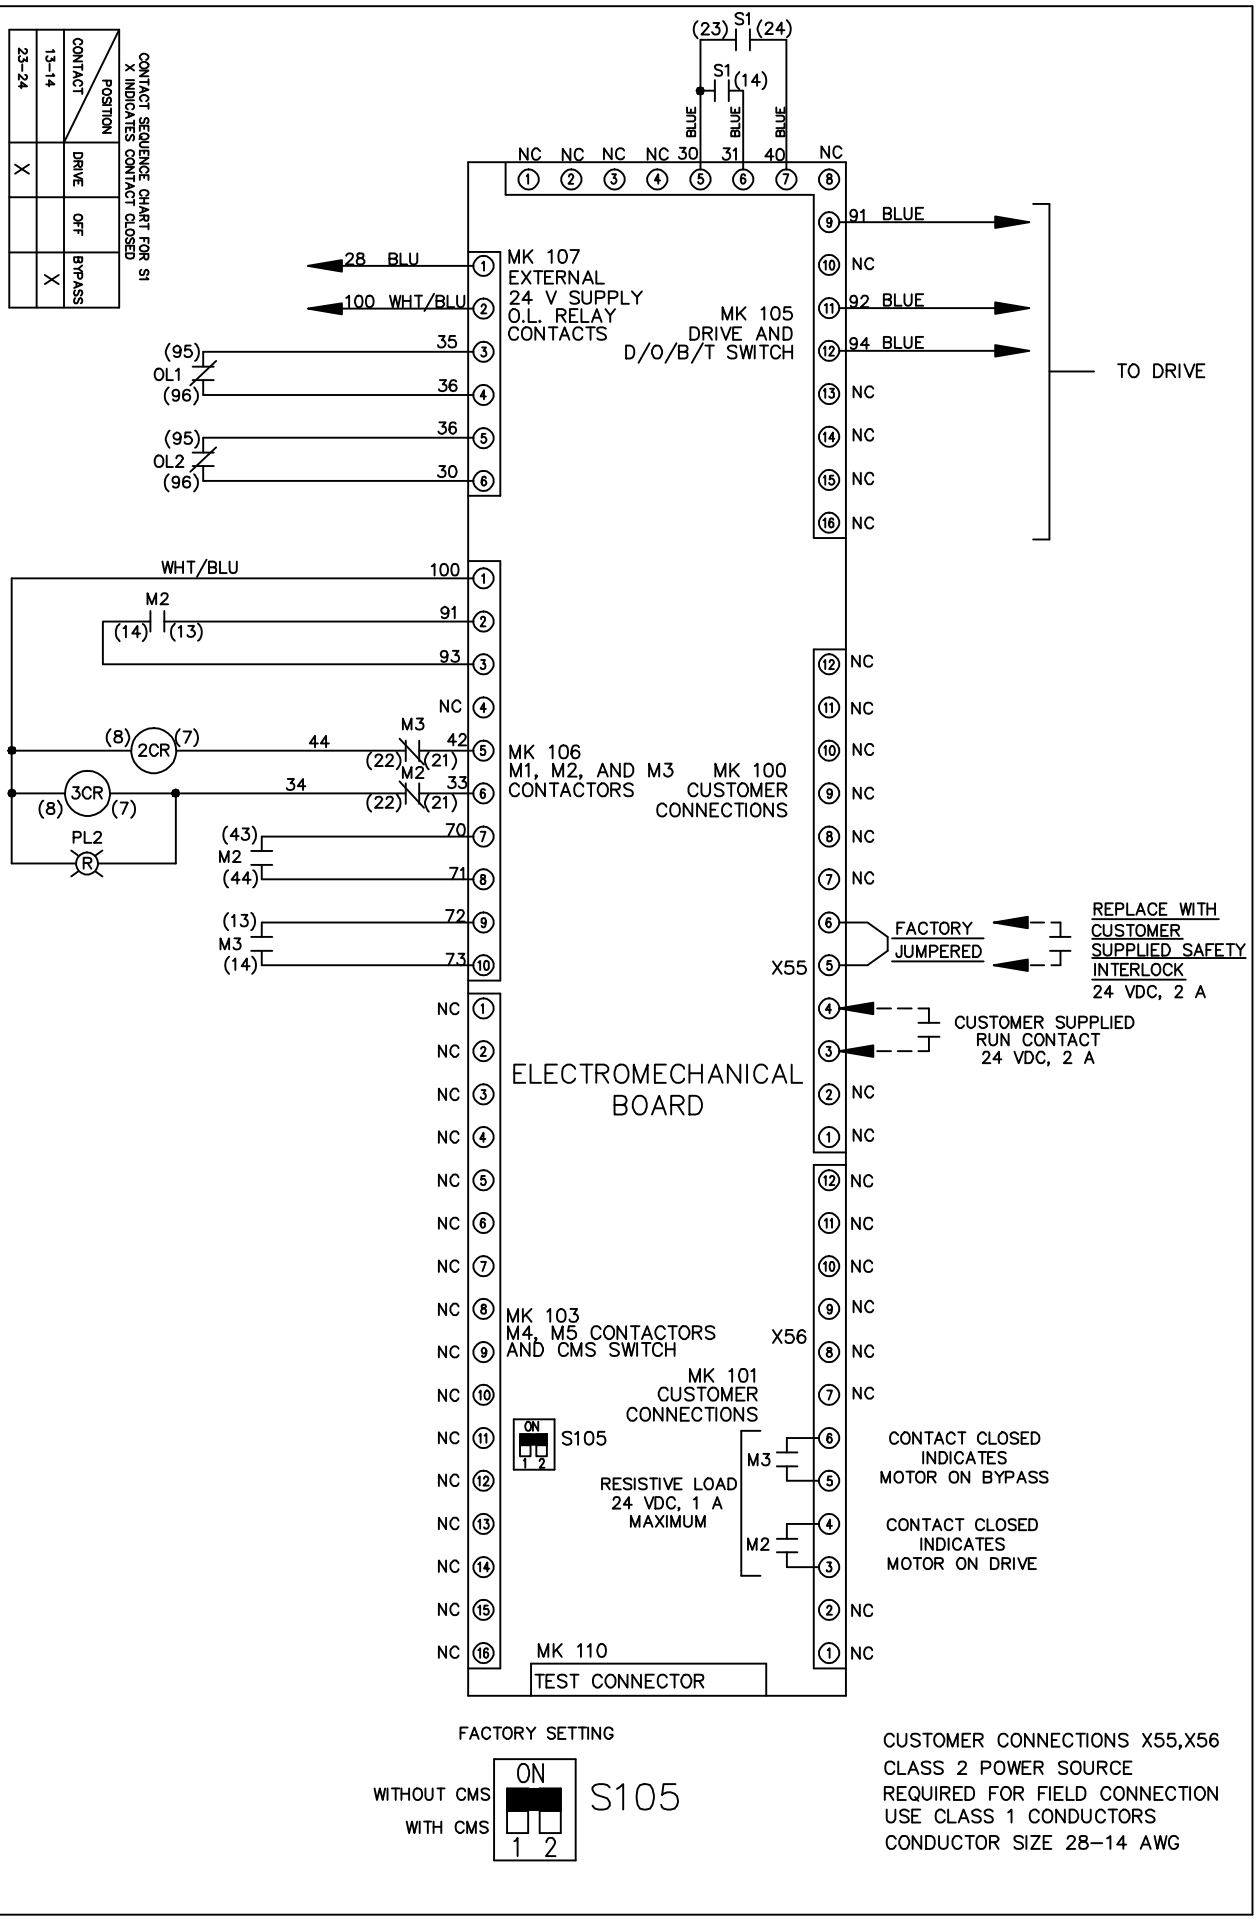 CONTACT SEQUENCE CHART FOR S1
X INDICATES CONTACT CLOSED
POSITION
CONTACT
DRIVE
OFF
BYPASS
13-14
X
23-24
X
S1
(23) (24)
S1
(14)
BLUE
BLUE
BLUE
NC NC NC NC 30 31 40 NC
1 2 3 4 5 6 7 8
9 91 BLUE
10 NC
11 92 BLUE
12 94 BLUE
13 NC
14 NC
15 NC
16 NC
TO DRIVE
MK 105
DRIVE AND
D/O/B/T SWITCH
28 BLU 1
100 WHT/BLU 2
(95) 35 3
OL1
(96) 36 4
(95) 36 5
OL2
(96) 30 6
MK 107
EXTERNAL
24 V SUPPLY
O.L. RELAY
CONTACTS
WHT/BLU 100 1
M2
(14) (13) 91 2
93 3
NC 4
M3
(8) 2CR (7) 44 (22) (21) 42 5
M2
(8) 3CR (7) 34 (22) (21) 33 6
PL2
R
(43) 70 7
M2
(44) 71 8
(13) 72 9
M3
(14) 73 10
MK 106
M1, M2, AND M3
CONTACTORS
MK 100
CUSTOMER
CONNECTIONS
12 NC
11 NC
10 NC
9 NC
8 NC
7 NC
6
X55 5
4
3
2 NC
1 NC
FACTORY
JUMPERED
REPLACE WITH
CUSTOMER
SUPPLIED SAFETY
INTERLOCK
24 VDC, 2 A
CUSTOMER SUPPLIED
RUN CONTACT
24 VDC, 2 A
ELECTROMECHANICAL
BOARD
NC 1
NC 2
NC 3
NC 4
NC 5
NC 6
NC 7
NC 8
NC 9
NC 10
NC 11
NC 12
NC 13
NC 14
NC 15
NC 16
MK 103
M4, M5 CONTACTORS
AND CMS SWITCH
ON
1 2
S105
12 NC
11 NC
10 NC
9 NC
X56
8 NC
7 NC
6
5
4
3
2 NC
1 NC
MK 101
CUSTOMER
CONNECTIONS
M3
RESISTIVE LOAD
24 VDC, 1 A
MAXIMUM
M2
CONTACT CLOSED
INDICATES
MOTOR ON BYPASS
CONTACT CLOSED
INDICATES
MOTOR ON DRIVE
MK 110
TEST CONNECTOR
FACTORY SETTING
ON
WITHOUT CMS
WITH CMS
1 2
S105
CUSTOMER CONNECTIONS X55,X56
CLASS 2 POWER SOURCE
REQUIRED FOR FIELD CONNECTION
USE CLASS 1 CONDUCTORS
CONDUCTOR SIZE 28-14 AWG